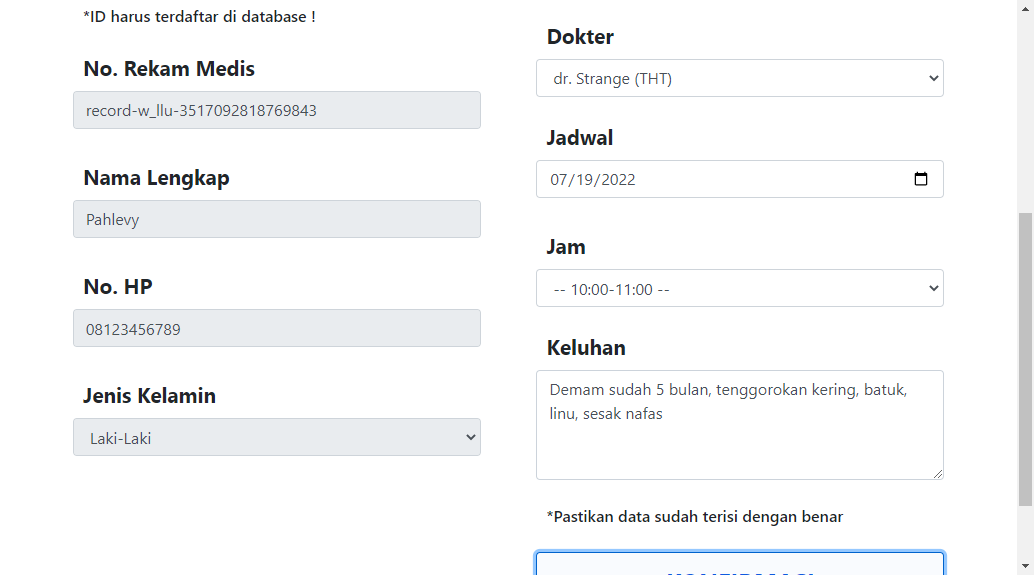 *ID harus terdaftar di database !
No. Rekam Medis
record-w_llu-3517092818769843
Nama Lengkap
Pahlevy
No. HP
08123456789
Jenis Kelamin
Laki-Laki
Dokter
dr. Strange (THT)
Jadwal
07/19/2022
Jam
-- 10:00-11:00 --
Keluhan
Demam sudah 5 bulan, tenggorokan kering, batuk,
linu, sesak nafas
*Pastikan data sudah terisi dengan benar